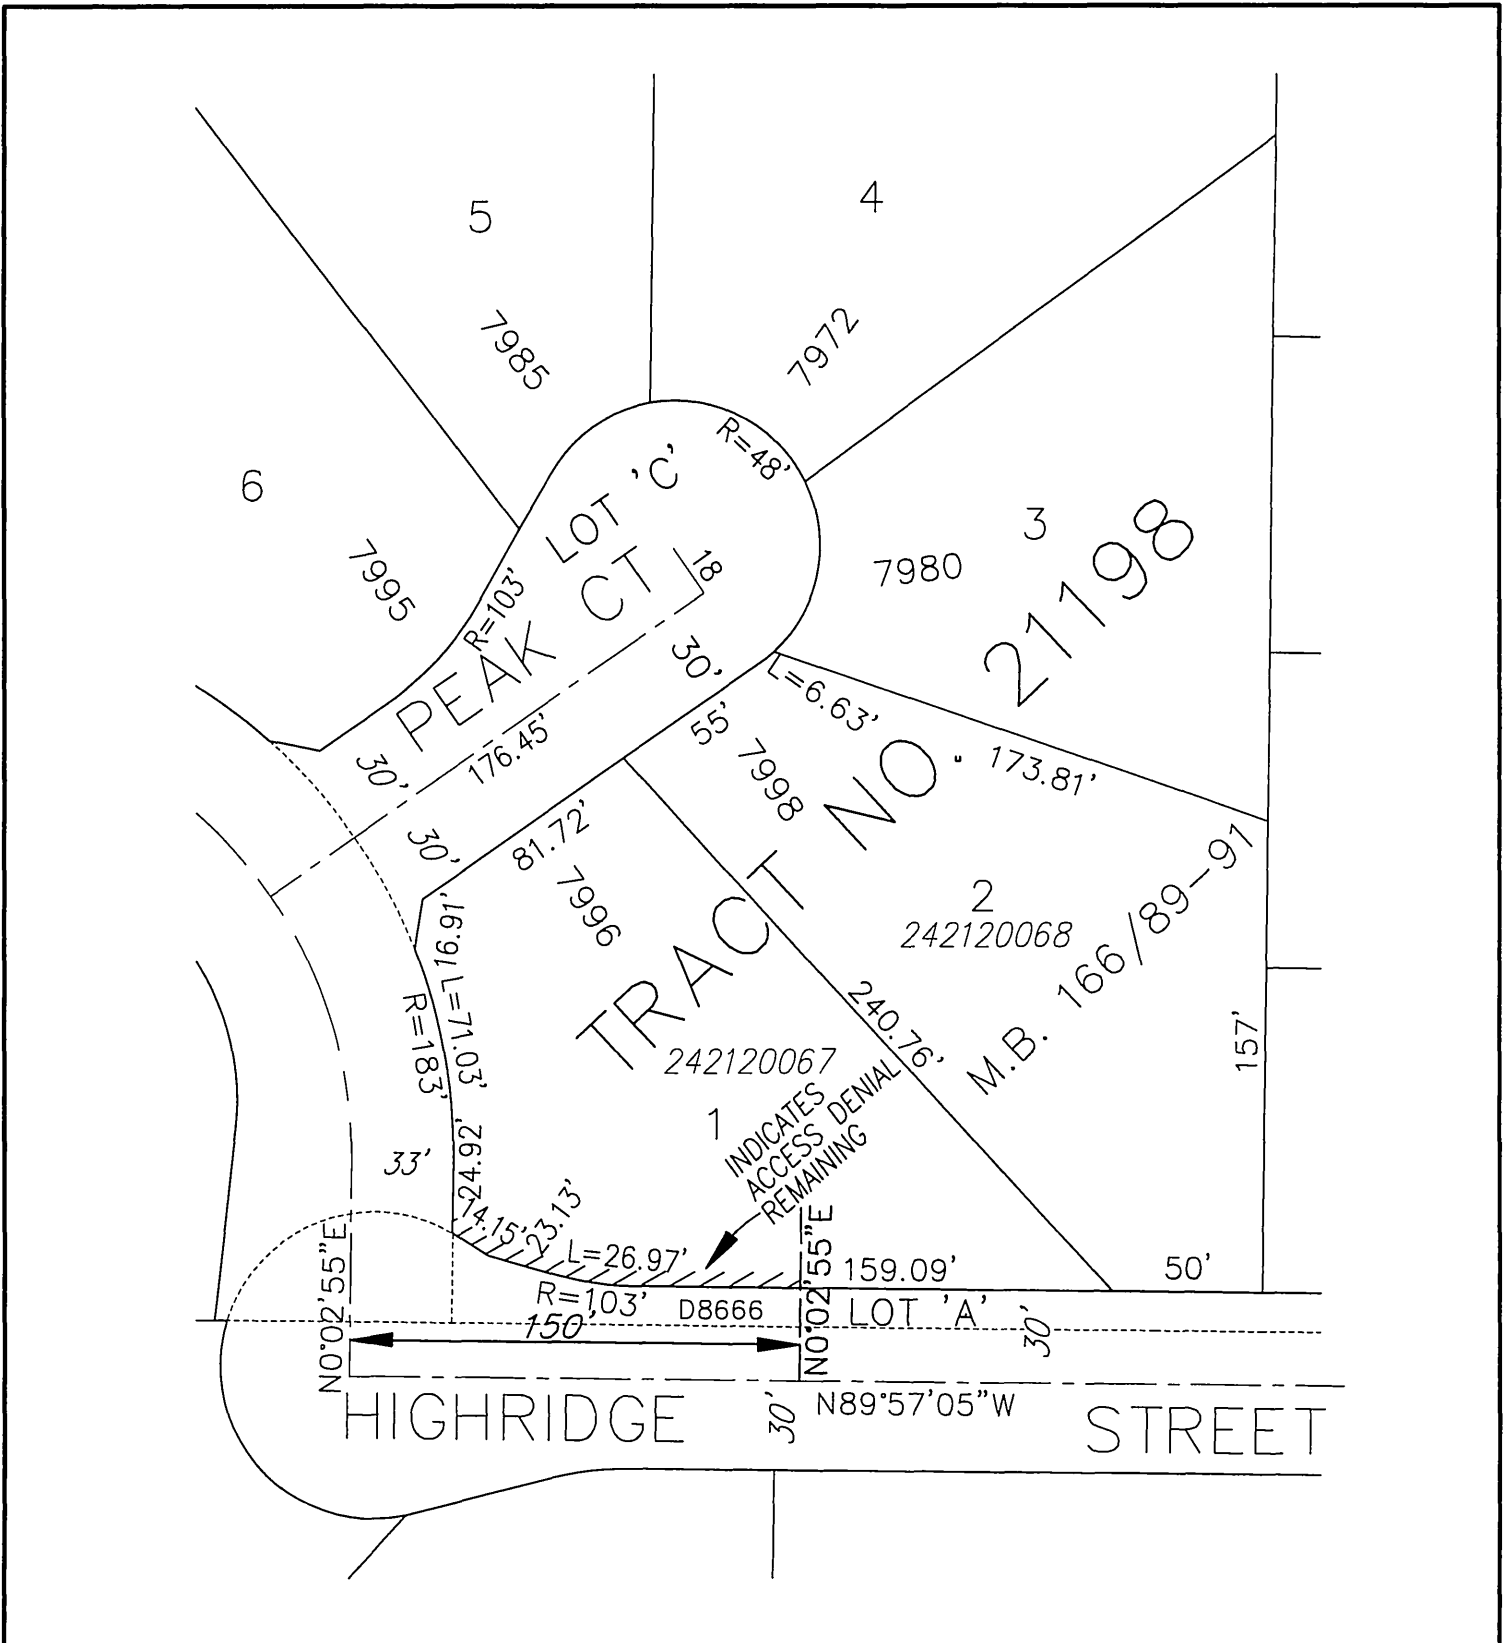 5
4
7985
7972
R=48'
6
LOT 'C'
3
7995
R=103'
PEAK CT
18
7980
30'
L=6.63'
TRACT NO. 21198
30'
176.45'
55'
7998
173.81'
30'
81.72'
7996
2
242120068
M.B. 166/89-91
16.91'
L=71.03'
R=183'
240.76'
242120067
157'
1
INDICATES
ACCESS DENIAL
REMAINING
33'
24.92'
14.15'
23.13'
L=26.97'
N0°02'55"E
N0°02'55"E
159.09'
50'
R=103'
D8666
LOT 'A'
30'
150'
30'
N89°57'05"W
HIGHRIDGE STREET